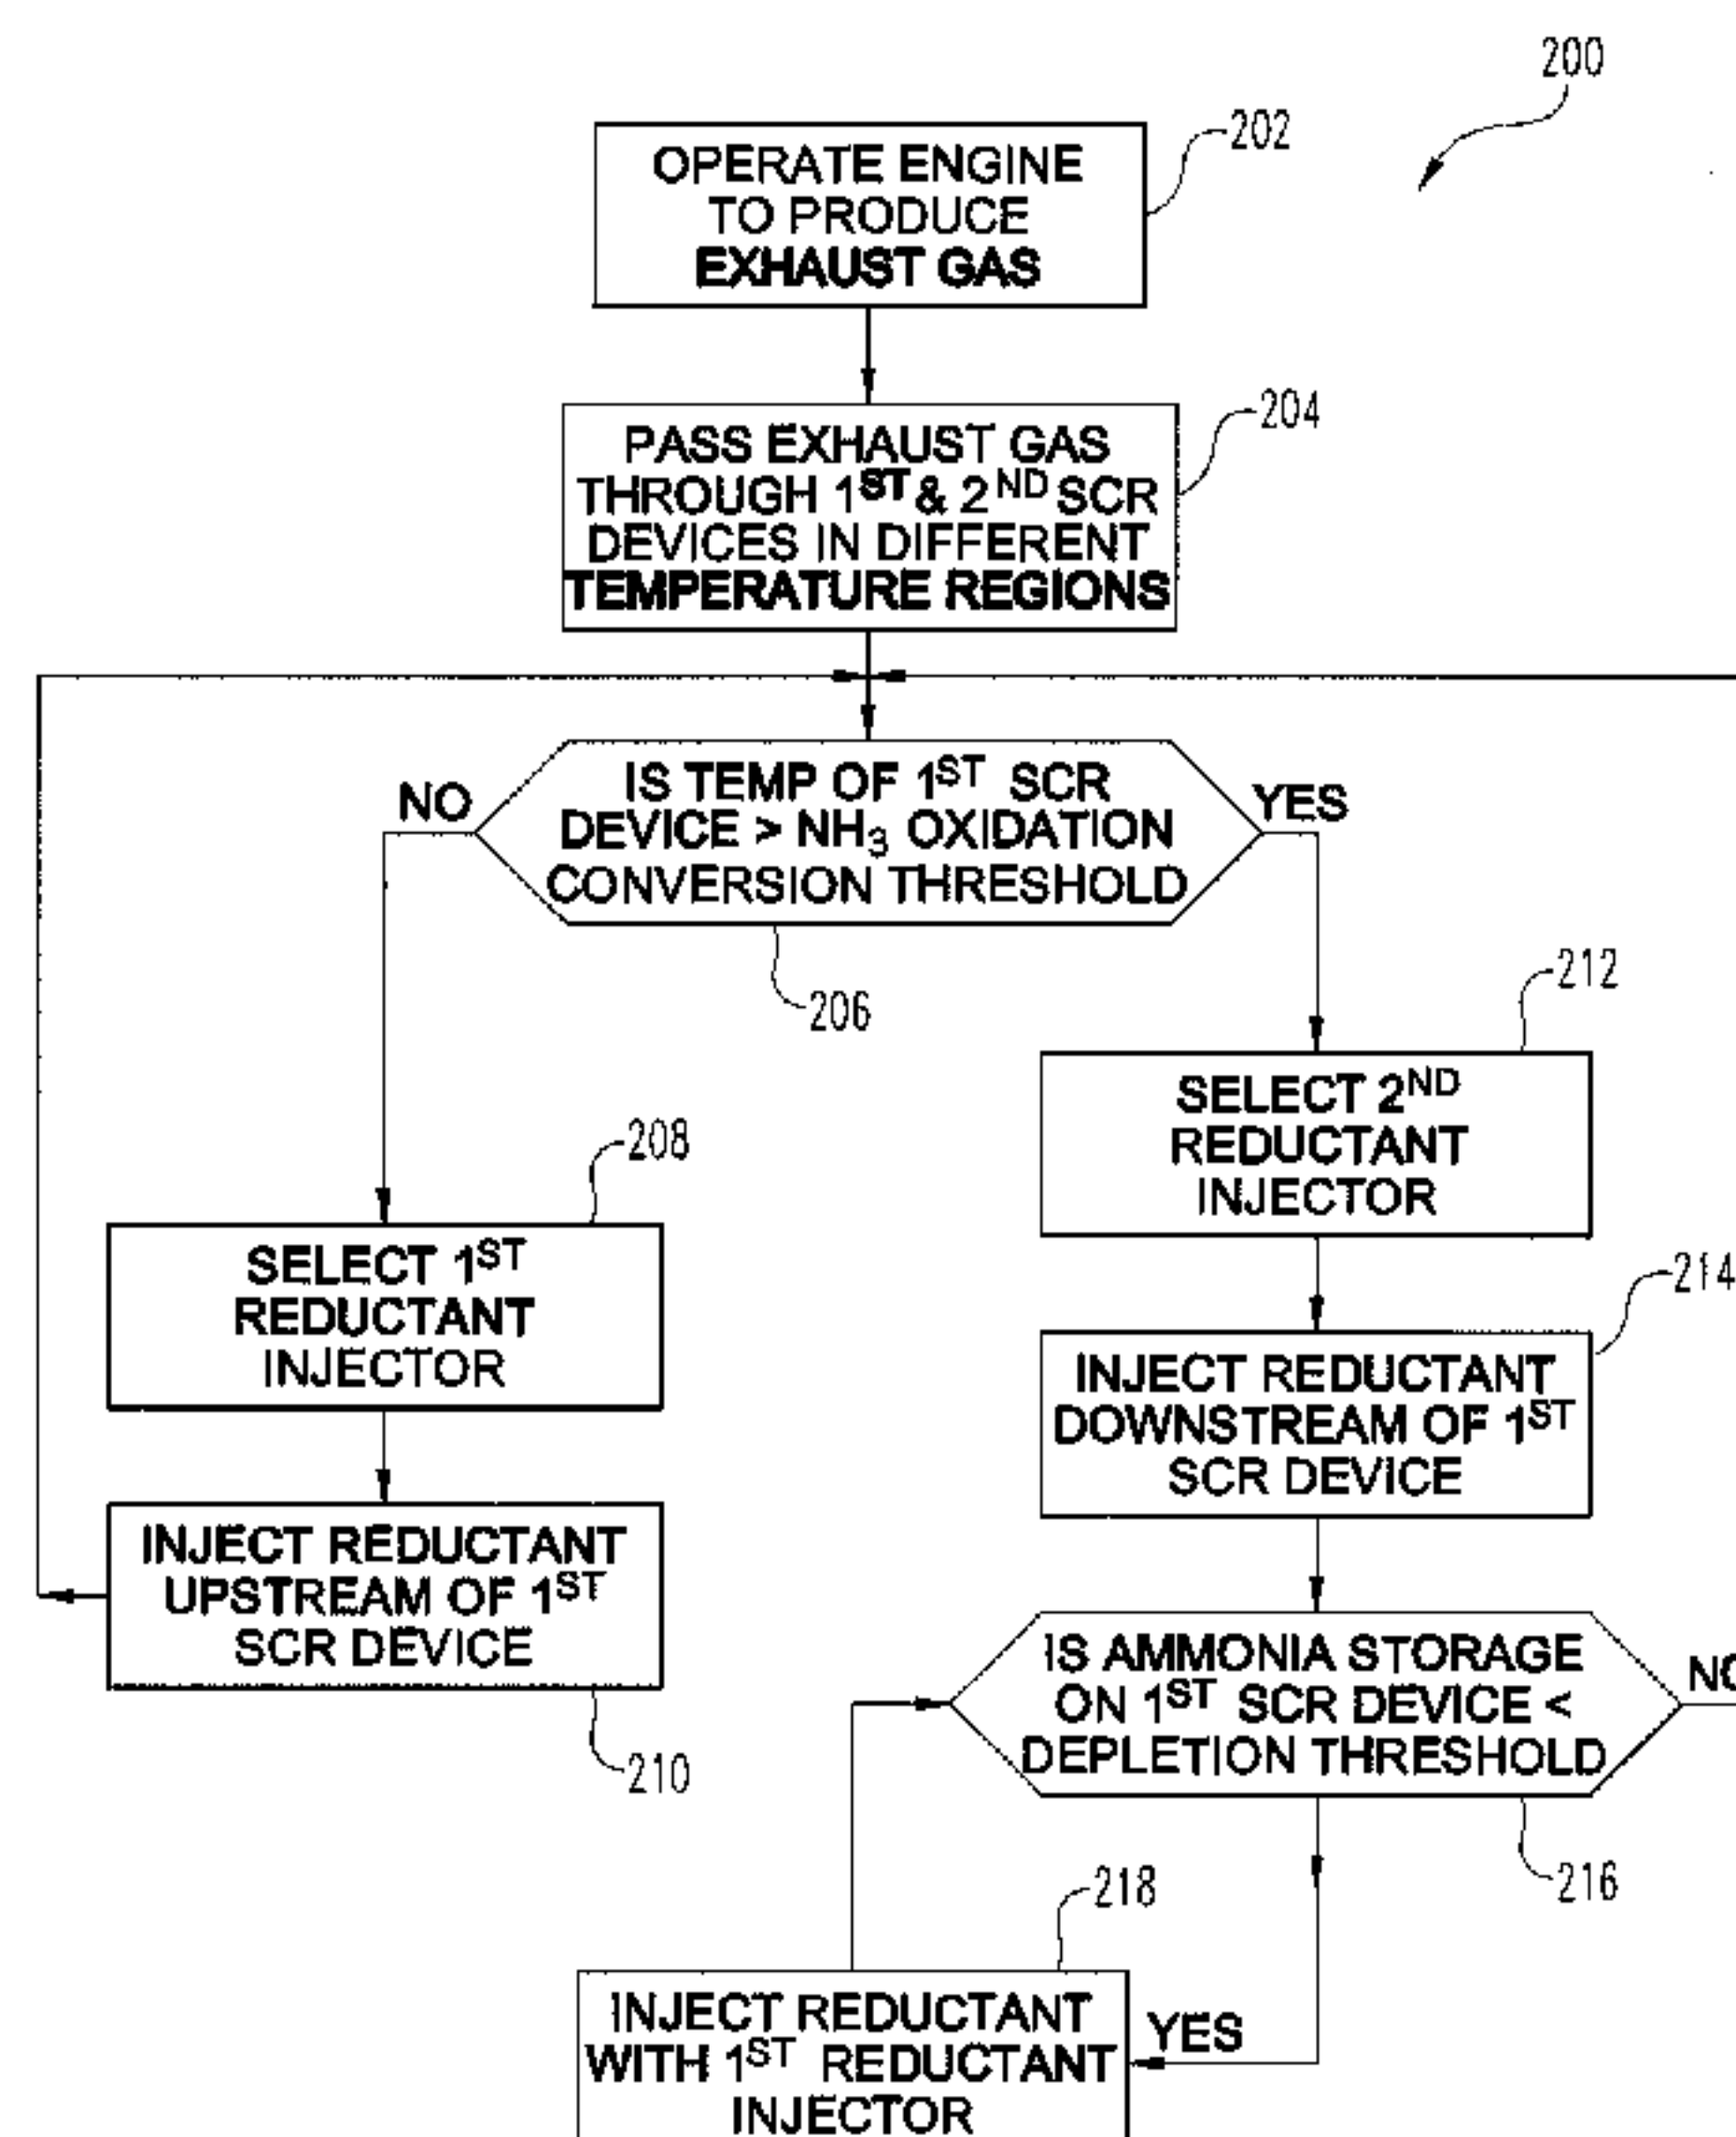 200
202
OPERATE ENGINE
TO PRODUCE
EXHAUST GAS
204
PASS EXHAUST GAS
THROUGH 1ST & 2ND SCR
DEVICES IN DIFFERENT
TEMPERATURE REGIONS
NO
IS TEMP OF 1ST SCR
DEVICE > NH3 OXIDATION
CONVERSION THRESHOLD
YES
206
212
SELECT 2ND
REDUCTANT
INJECTOR
208
SELECT 1ST
REDUCTANT
INJECTOR
214
INJECT REDUCTANT
DOWNSTREAM OF 1ST
SCR DEVICE
INJECT REDUCTANT
UPSTREAM OF 1ST
SCR DEVICE
210
IS AMMONIA STORAGE
ON 1ST SCR DEVICE <
DEPLETION THRESHOLD
NO
216
218
INJECT REDUCTANT
WITH 1ST REDUCTANT
INJECTOR
YES